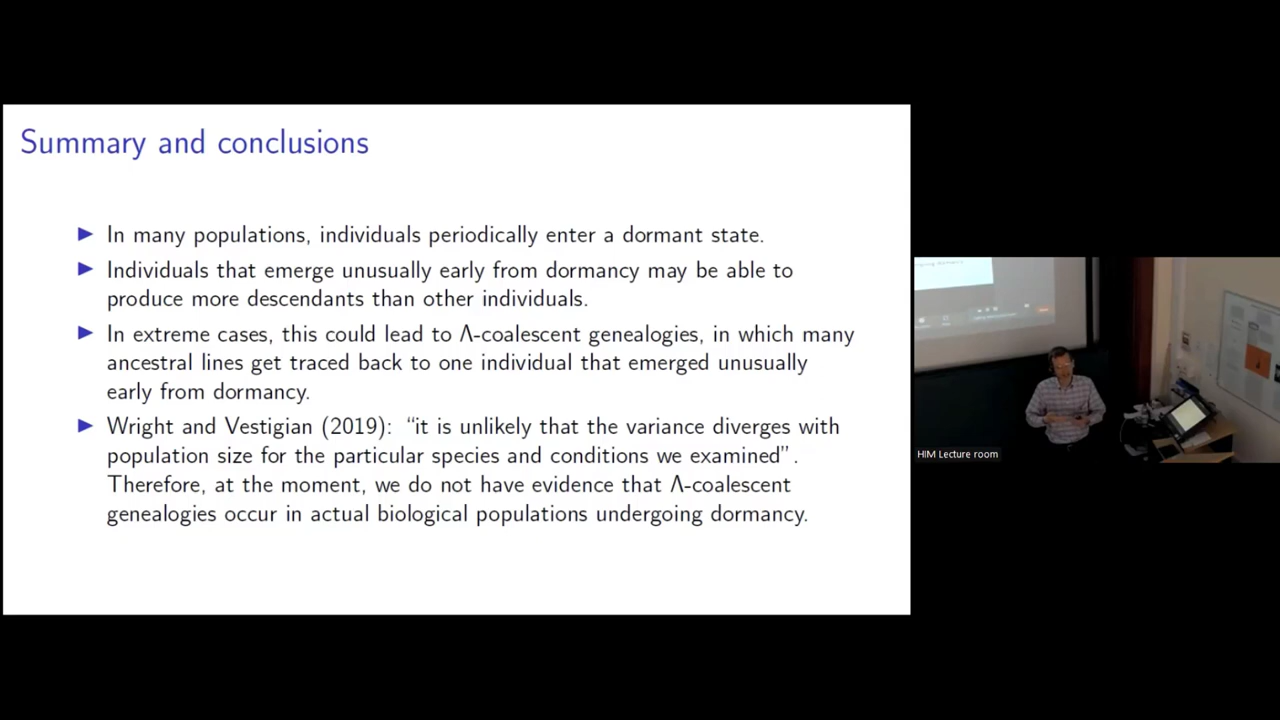 Summary and conclusions
▶ In many populations, individuals periodically enter a dormant state.
▶ Individuals that emerge unusually early from dormancy may be able to
produce more descendants than other individuals.
▶ In extreme cases, this could lead to Λ-coalescent genealogies, in which many
ancestral lines get traced back to one individual that emerged unusually
early from dormancy.
▶ Wright and Vestigian (2019): “it is unlikely that the variance diverges with
population size for the particular species and conditions we examined”.
Therefore, at the moment, we do not have evidence that Λ-coalescent
genealogies occur in actual biological populations undergoing dormancy.
HIM Lecture room